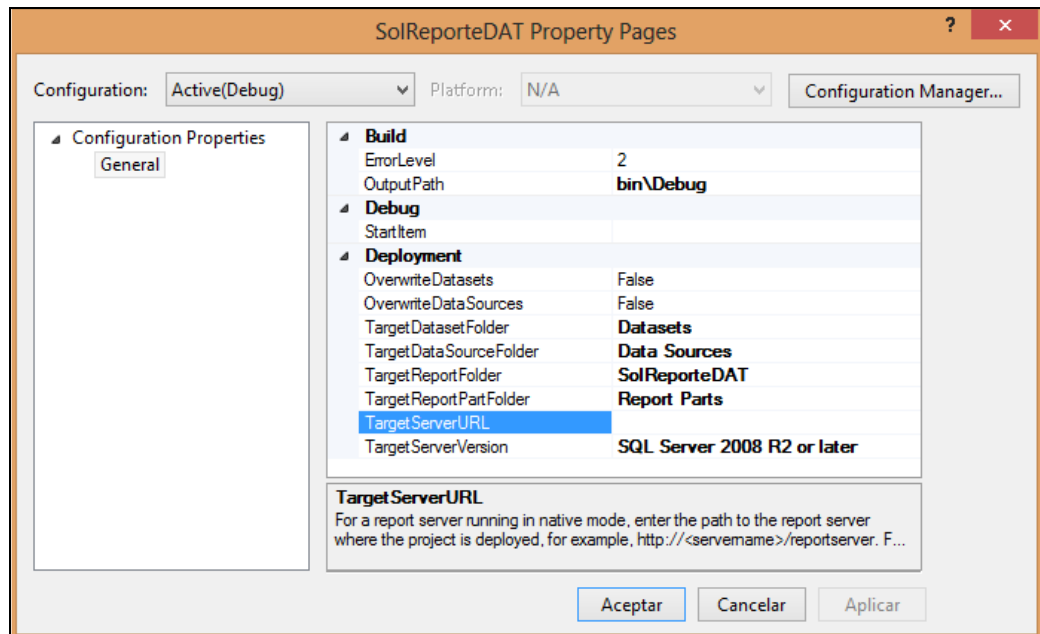 SolReporteDAT Property Pages
? ×
Configuration: Active(Debug) Platform: N/A Configuration Manager...
Configuration Properties
General
Build
ErrorLevel 2
OutputPath bin\Debug
Debug
StartItem
Deployment
OverwriteDatasets False
OverwriteDataSources False
TargetDatasetFolder Datasets
TargetDataSourceFolder Data Sources
TargetReportFolder SolReporteDAT
TargetReportPartFolder Report Parts
TargetServerURL
TargetServerVersion SQL Server 2008 R2 or later
TargetServerURL
For a report server running in native mode, enter the path to the report server
where the project is deployed, for example, http://<servername>/reportserver. F...
Aceptar Cancelar Aplicar